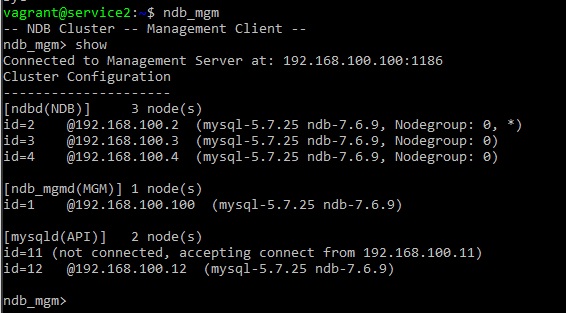 vagrant@service2:~$ ndb_mgm
-- NDB Cluster -- Management Client --
ndb_mgm> show
Connected to Management Server at: 192.168.100.100:1186
Cluster Configuration
---------------------
[ndbd(NDB)]     3 node(s)
id=2    @192.168.100.2  (mysql-5.7.25 ndb-7.6.9, Nodegroup: 0, *)
id=3    @192.168.100.3  (mysql-5.7.25 ndb-7.6.9, Nodegroup: 0)
id=4    @192.168.100.4  (mysql-5.7.25 ndb-7.6.9, Nodegroup: 0)

[ndb_mgmd(MGM)] 1 node(s)
id=1    @192.168.100.100  (mysql-5.7.25 ndb-7.6.9)

[mysqld(API)]   2 node(s)
id=11 (not connected, accepting connect from 192.168.100.11)
id=12   @192.168.100.12  (mysql-5.7.25 ndb-7.6.9)

ndb_mgm>